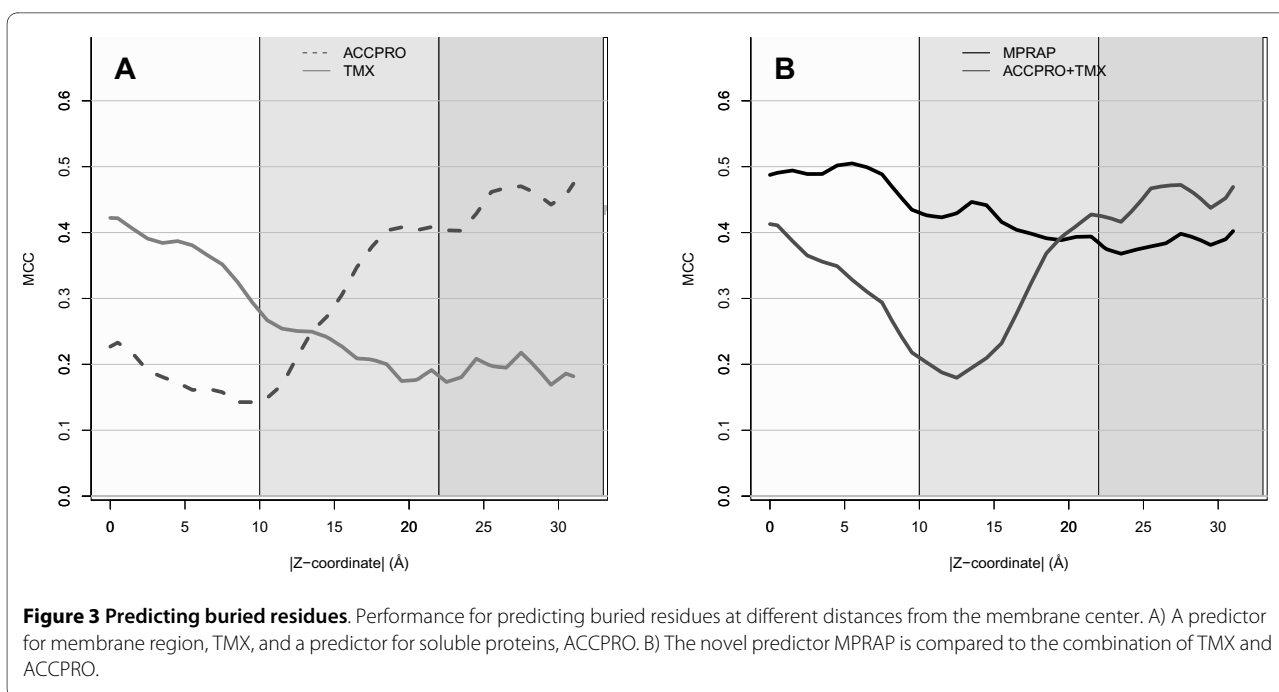 A
ACCPRO
TMX
MCC
0.6
0.5
0.4
0.3
0.2
0.1
0.0
0 5 10 15 20 25 30
|Z−coordinate| (Å)
B
MPRAP
ACCPRO+TMX
MCC
0.6
0.5
0.4
0.3
0.2
0.1
0.0
0 5 10 15 20 25 30
|Z−coordinate| (Å)
Figure 3 Predicting buried residues. Performance for predicting buried residues at different distances from the membrane center. A) A predictor
for membrane region, TMX, and a predictor for soluble proteins, ACCPRO. B) The novel predictor MPRAP is compared to the combination of TMX and
ACCPRO.